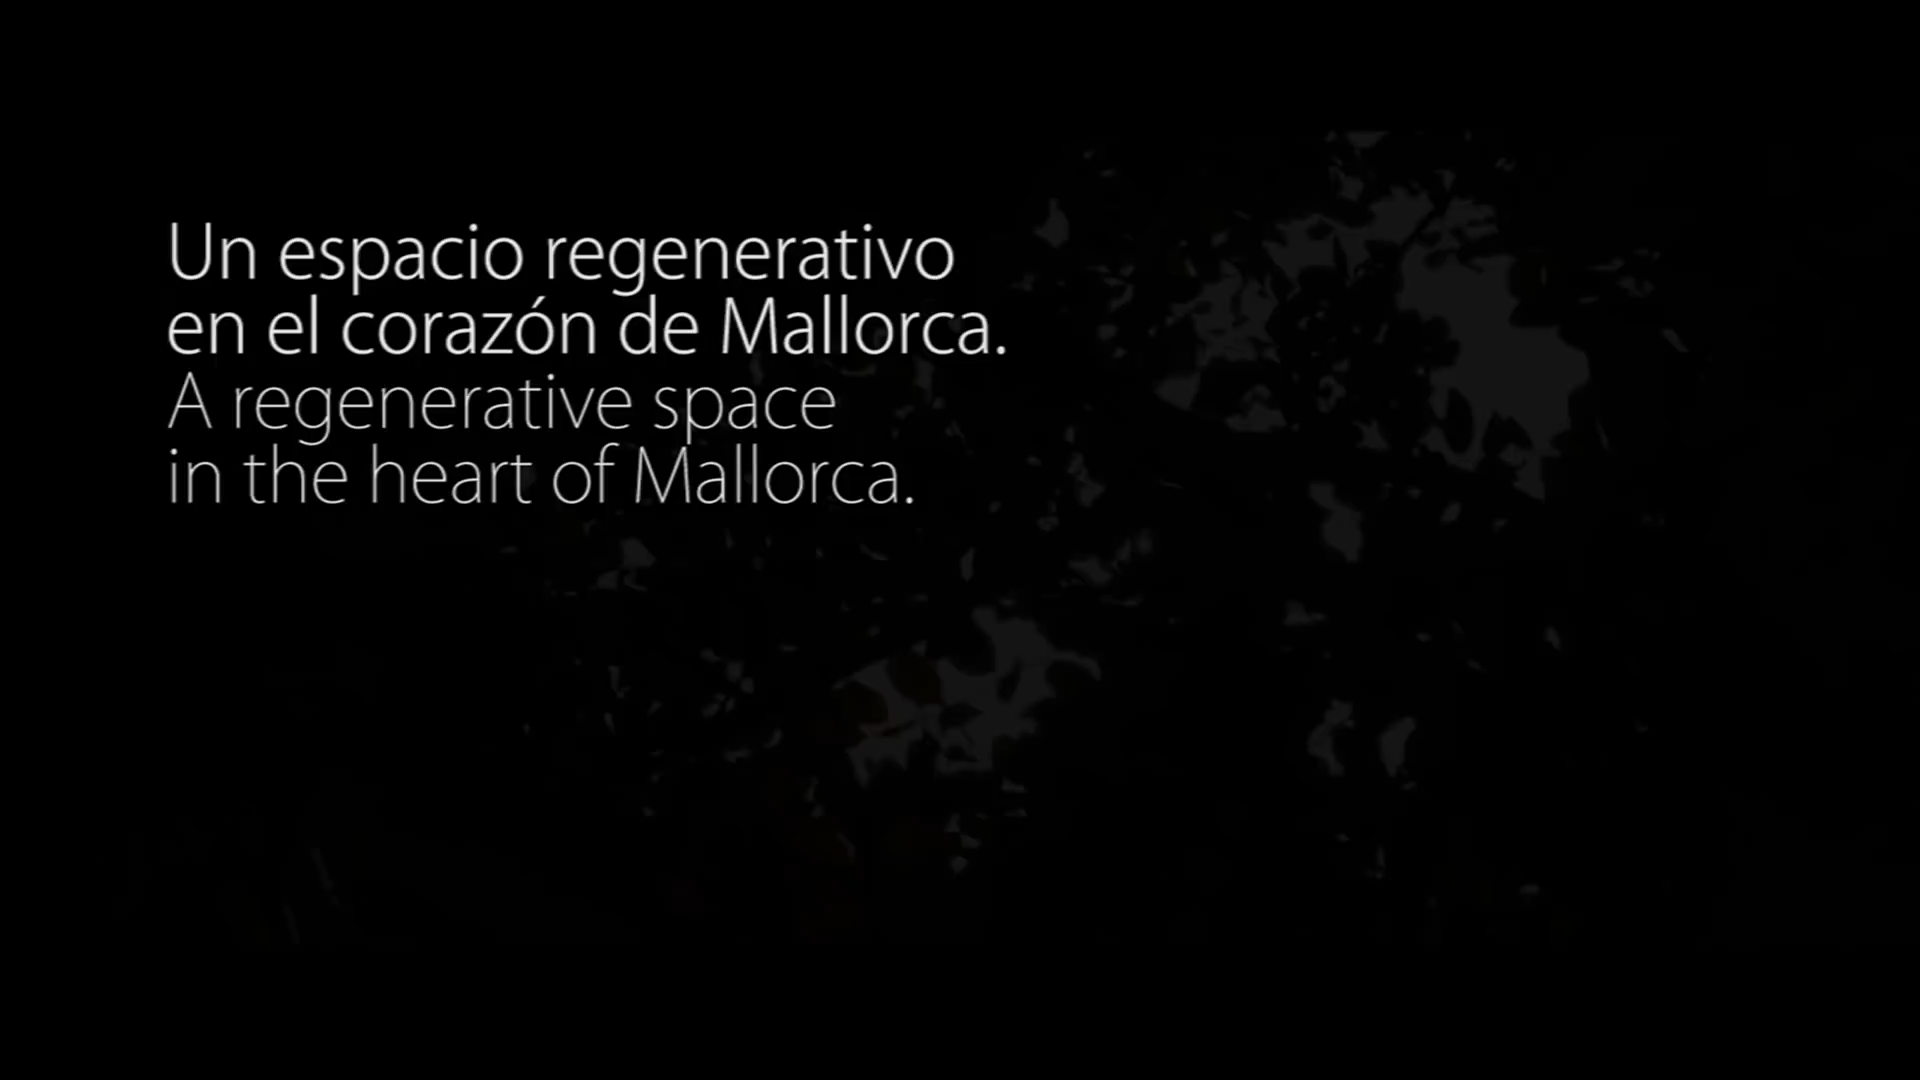 Un espacio regenerativo
en el corazón de Mallorca.
A regenerative space
in the heart of Mallorca.